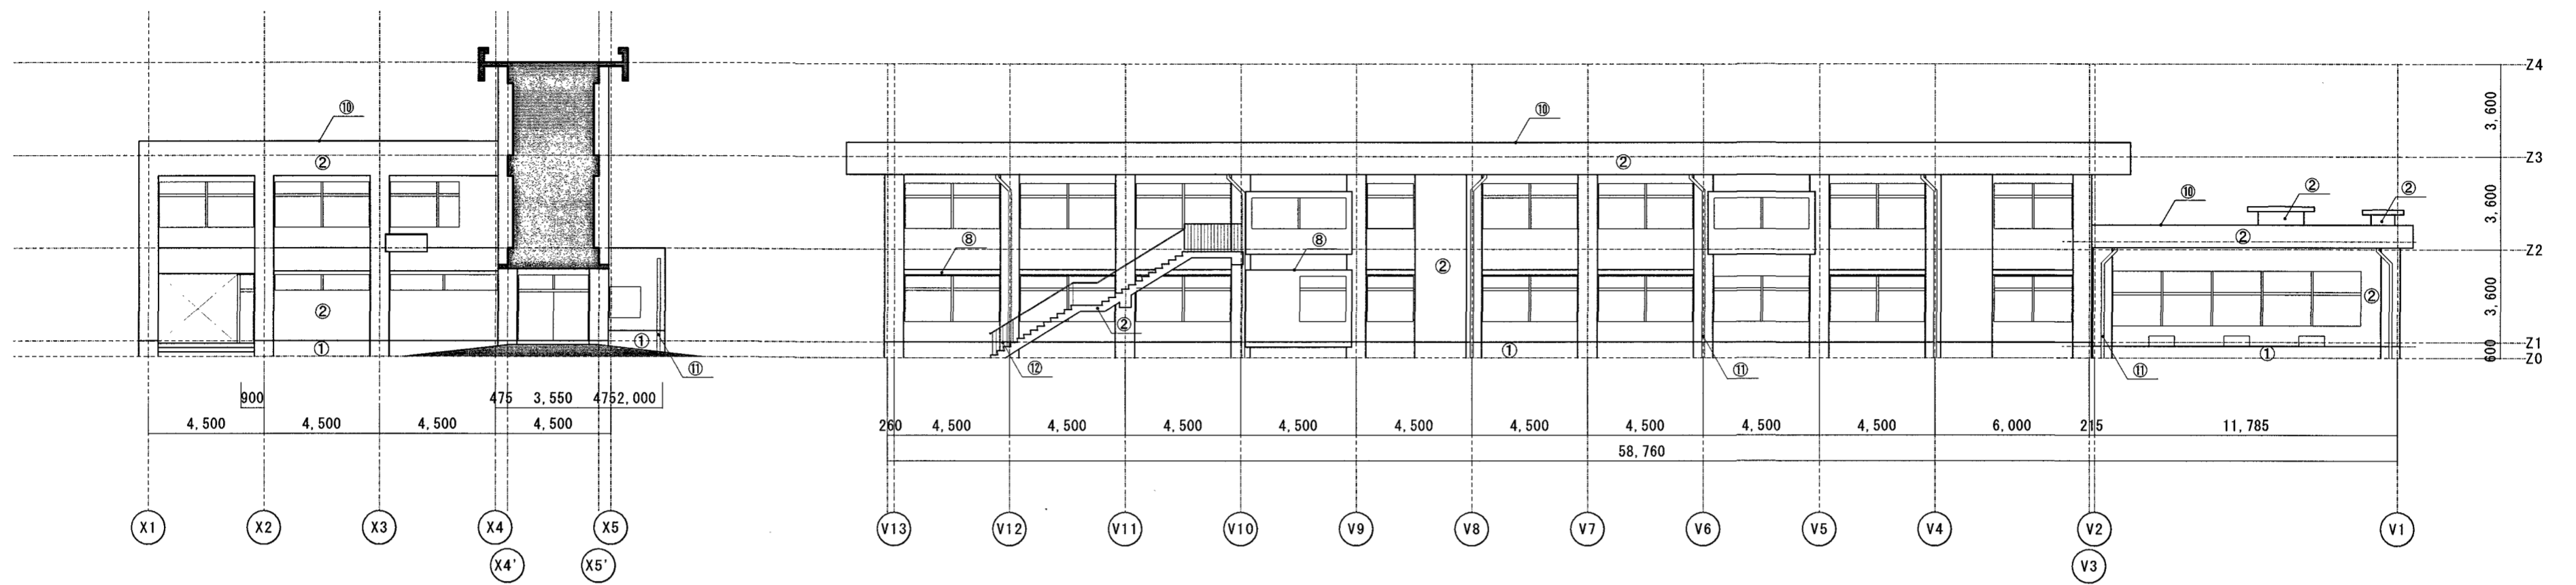 Z4
⑩
⑩
3,600
②
②
Z3
②
②
⑩
3,600
②
⑧
⑧
②
Z2
②
②
②
3,600
①
①
①
①
Z1
600
Z0
⑪
⑫
⑪
⑪
900
475
3,550
475
2,000
4,500
4,500
4,500
4,500
260
4,500
4,500
4,500
4,500
4,500
4,500
4,500
4,500
4,500
6,000
215
11,785
58,760
X1
X2
X3
X4
X5
V13
V12
V11
V10
V9
V8
V7
V6
V5
V4
V2
V1
X4'
X5'
V3